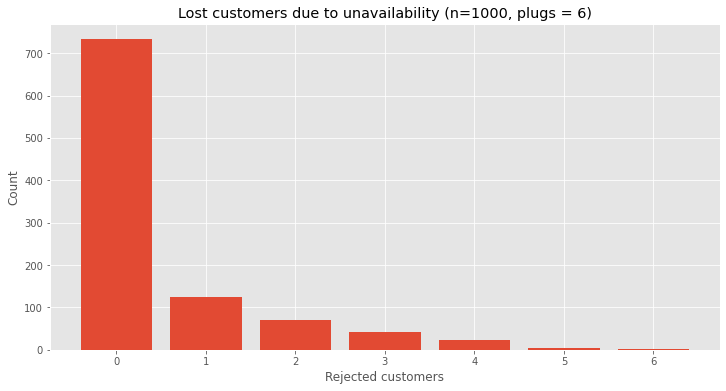 Lost customers due to unavailability (n=1000, plugs = 6)
Count
700
600
500
400
300
200
100
0
0 1 2 3 4 5 6
Rejected customers